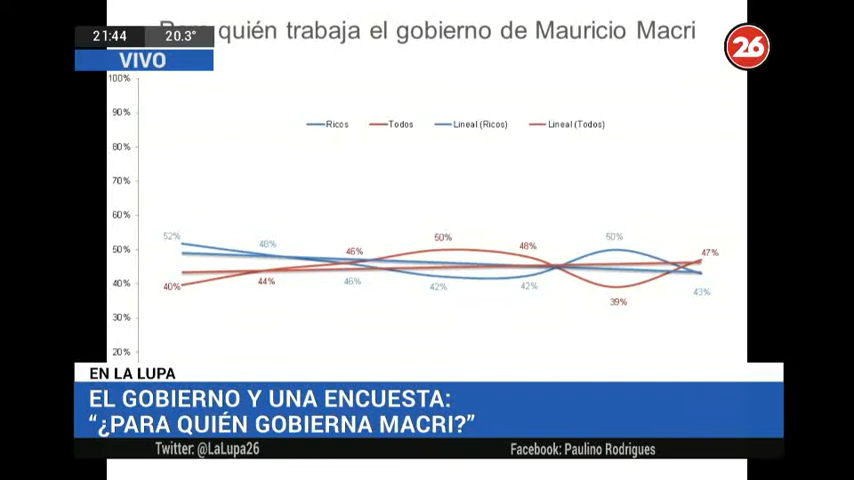 Para quién trabaja el gobierno de Mauricio Macri
21:44 20.3°
VIVO
26
100%
90%
80%
70%
60%
50%
40%
30%
20%
Ricos Todos Lineal (Ricos) Lineal (Todos)
52% 48% 46% 50% 48% 50% 47%
40% 44% 46% 42% 42% 39% 43%
EN LA LUPA
EL GOBIERNO Y UNA ENCUESTA:
“¿PARA QUIÉN GOBIERNA MACRI?”
Twitter: @LaLupa26 Facebook: Paulino Rodrigues